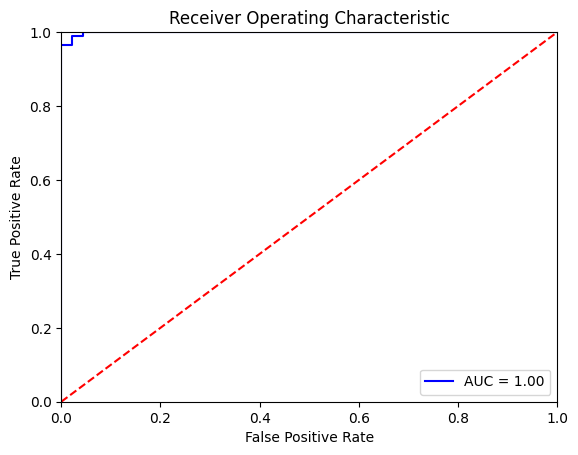 Receiver Operating Characteristic
True Positive Rate
1.0
0.8
0.6
0.4
0.2
0.0
AUC = 1.00
0.0 0.2 0.4 0.6 0.8 1.0
False Positive Rate